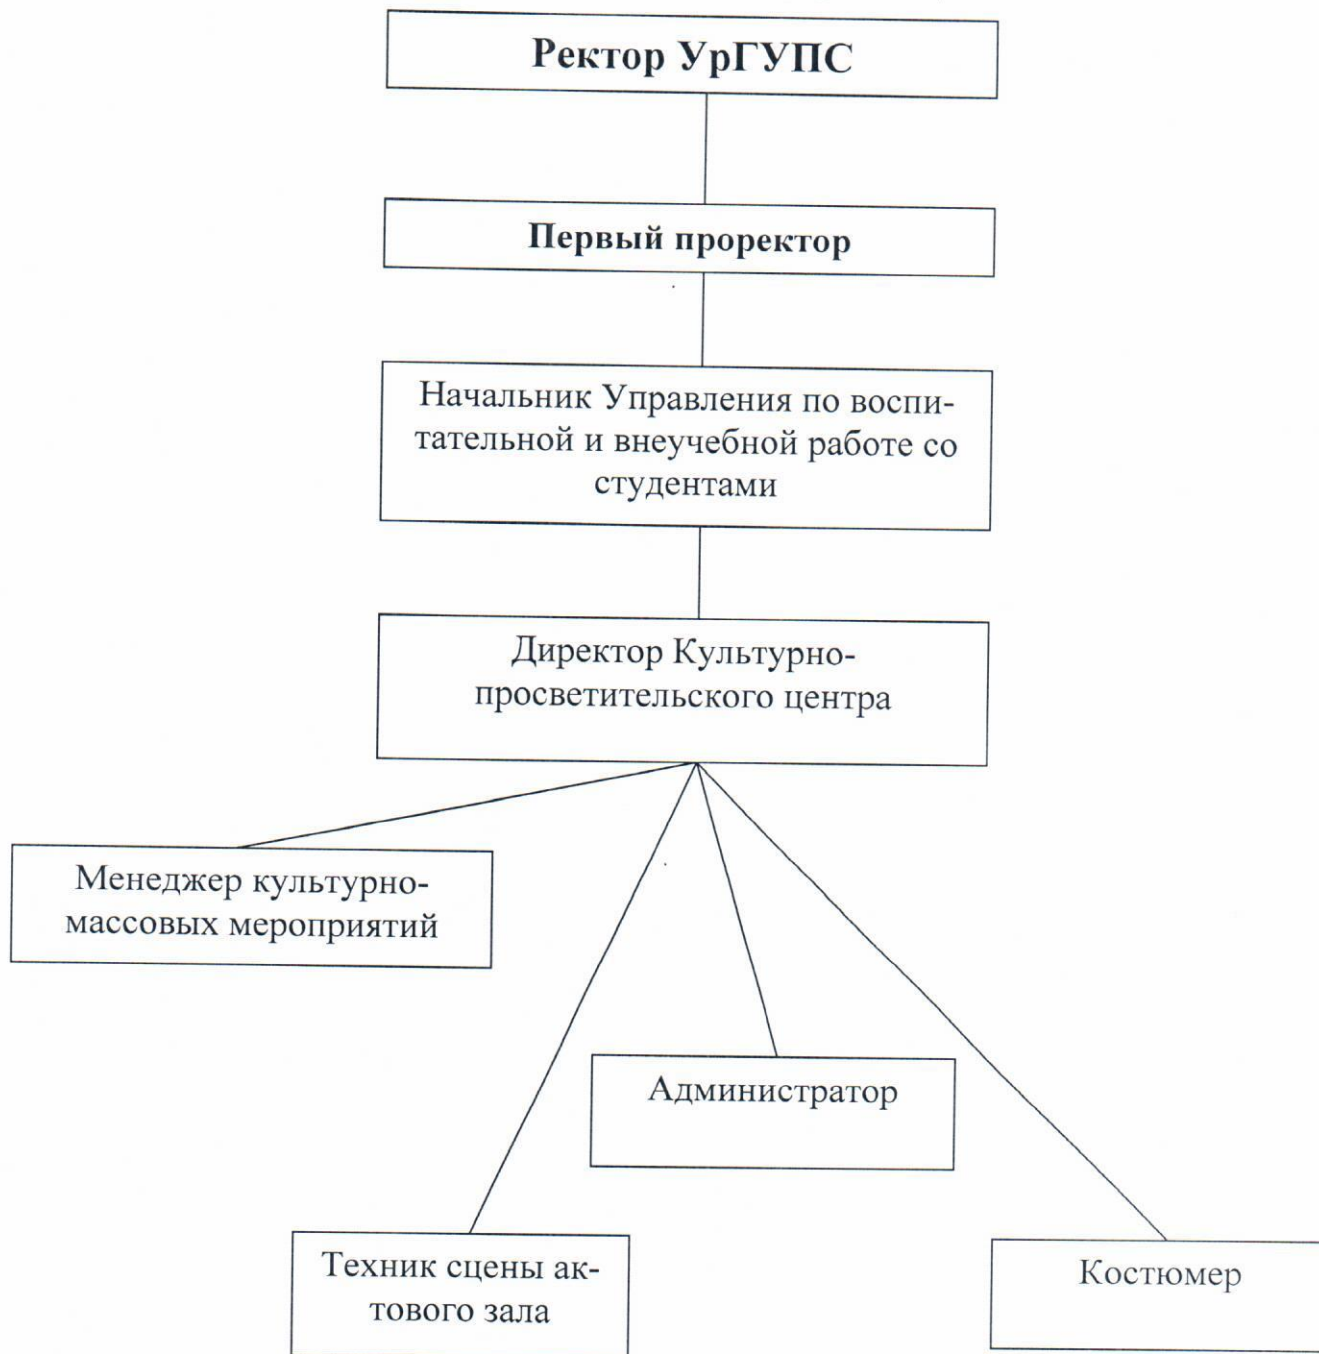 Ректор УрГУПС
Первый проректор
Начальник Управления по воспи-
тательной и внеучебной работе со
студентами
Директор Культурно-
просветительского центра
Менеджер культурно-
массовых мероприятий
Администратор
Техник сцены ак-
тового зала
Костюмер